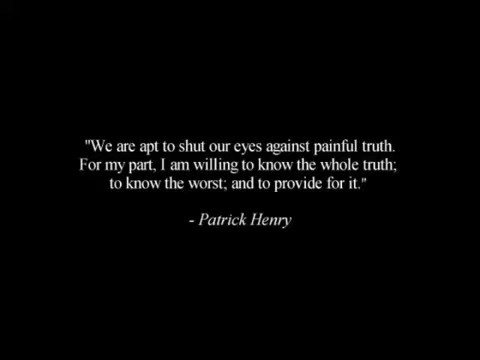 "We are apt to shut our eyes against painful truth.
For my part, I am willing to know the whole truth;
to know the worst; and to provide for it."
- Patrick Henry